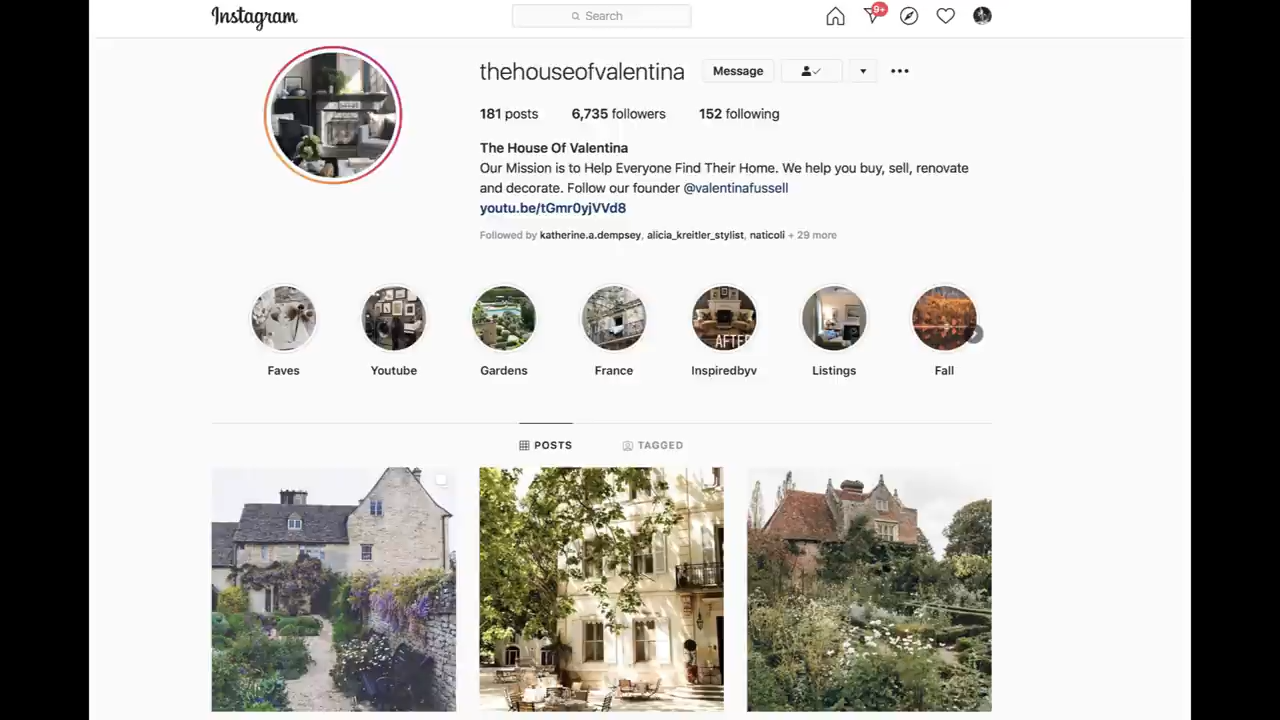 Instagram
Search
9+
thehouseofvalentina
Message
181 posts
6,735 followers
152 following
The House Of Valentina
Our Mission is to Help Everyone Find Their Home. We help you buy, sell, renovate
and decorate. Follow our founder @valentinafussell
youtu.be/tGmr0yjVVd8
Followed by katherine.a.dempsey, alicia_kreitler_stylist, naticoli + 29 more
AFTER
Faves
Youtube
Gardens
France
Inspiredbyv
Listings
Fall
POSTS
TAGGED